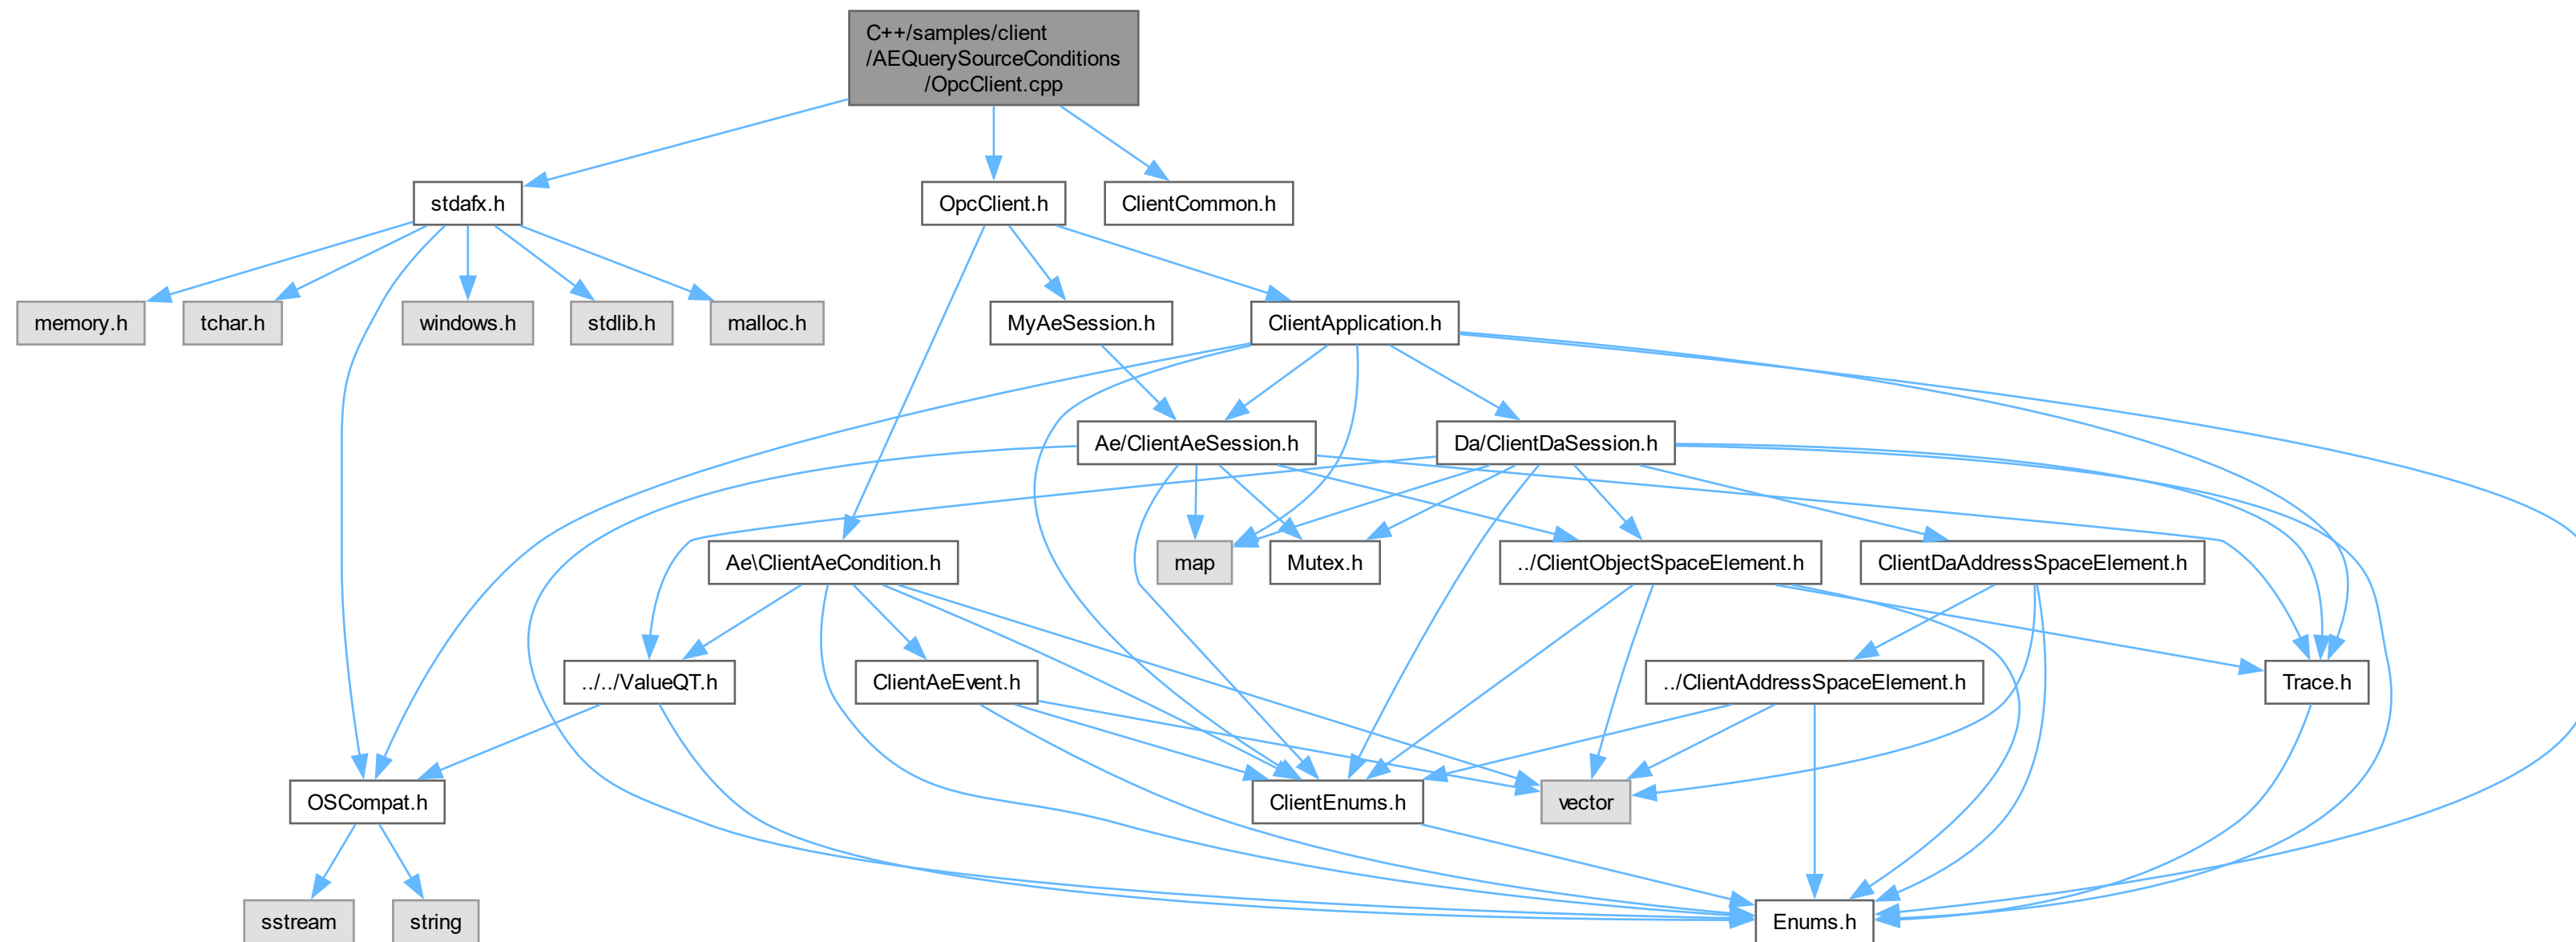 C++/samples/client
/AEQuerySourceConditions
/OpcClient.cpp
stdafx.h
OpcClient.h
ClientCommon.h
memory.h
tchar.h
windows.h
stdlib.h
malloc.h
MyAeSession.h
ClientApplication.h
Ae/ClientAeSession.h
Da/ClientDaSession.h
Ae\ClientAeCondition.h
map
Mutex.h
../ClientObjectSpaceElement.h
ClientDaAddressSpaceElement.h
../../ValueQT.h
ClientAeEvent.h
../ClientAddressSpaceElement.h
Trace.h
OSCompat.h
ClientEnums.h
vector
sstream
string
Enums.h